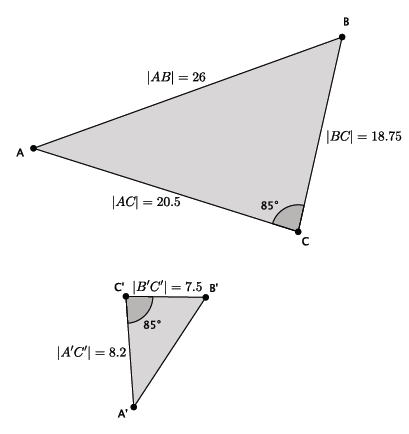 B
|AB| = 26
|BC| = 18.75
A
|AC| = 20.5
85°
C
C' |B'C'| = 7.5 B'
85°
|A'C'| = 8.2
A'